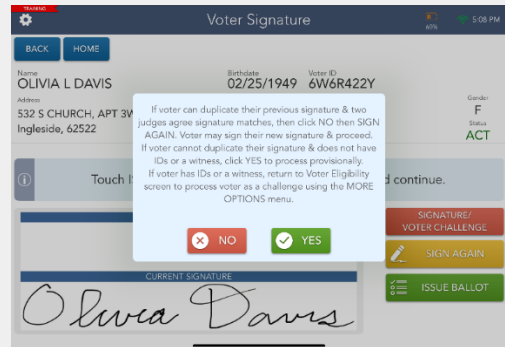 TRAINING
Voter Signature
69%
5:08 PM
BACK
HOME
Name
OLIVIA L DAVIS
Birthdate
02/25/1949
Voter ID
6W6R422Y
Address
532 S CHURCH, APT 3W
Ingleside, 62522
Gender
F
Status
ACT
If voter can duplicate their previous signature & two
judges agree signature matches, then click NO then SIGN
AGAIN. Voter may sign their new signature & proceed.
If voter cannot duplicate their signature & does not have
IDs or a witness, click YES to process provisionally.
If voter has IDs or a witness, return to Voter Eligibility
screen to process voter as a challenge using the MORE
OPTIONS menu.
Touch
d continue.
NO
YES
SIGNATURE/
VOTER CHALLENGE
SIGN AGAIN
ISSUE BALLOT
CURRENT SIGNATURE
Olivia Davis